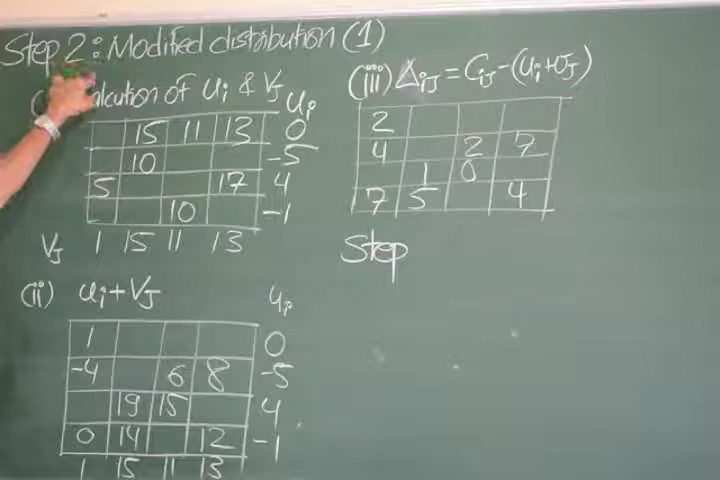 Step 2: Modified distribution (1)
alculation of Ui & VJ
Ui
15 11 13 0
10 -5
5 17 4
10 -1
VJ 1 15 11 13
(ii) Ui + VJ
Ui
1 0
-4 6 8 -5
19 15 4
0 14 12 -1
1 15 11 13
(iii) ΔiJ = CiJ - (Ui + VJ)
2
4 2 7
1 0
7 5 4
Step